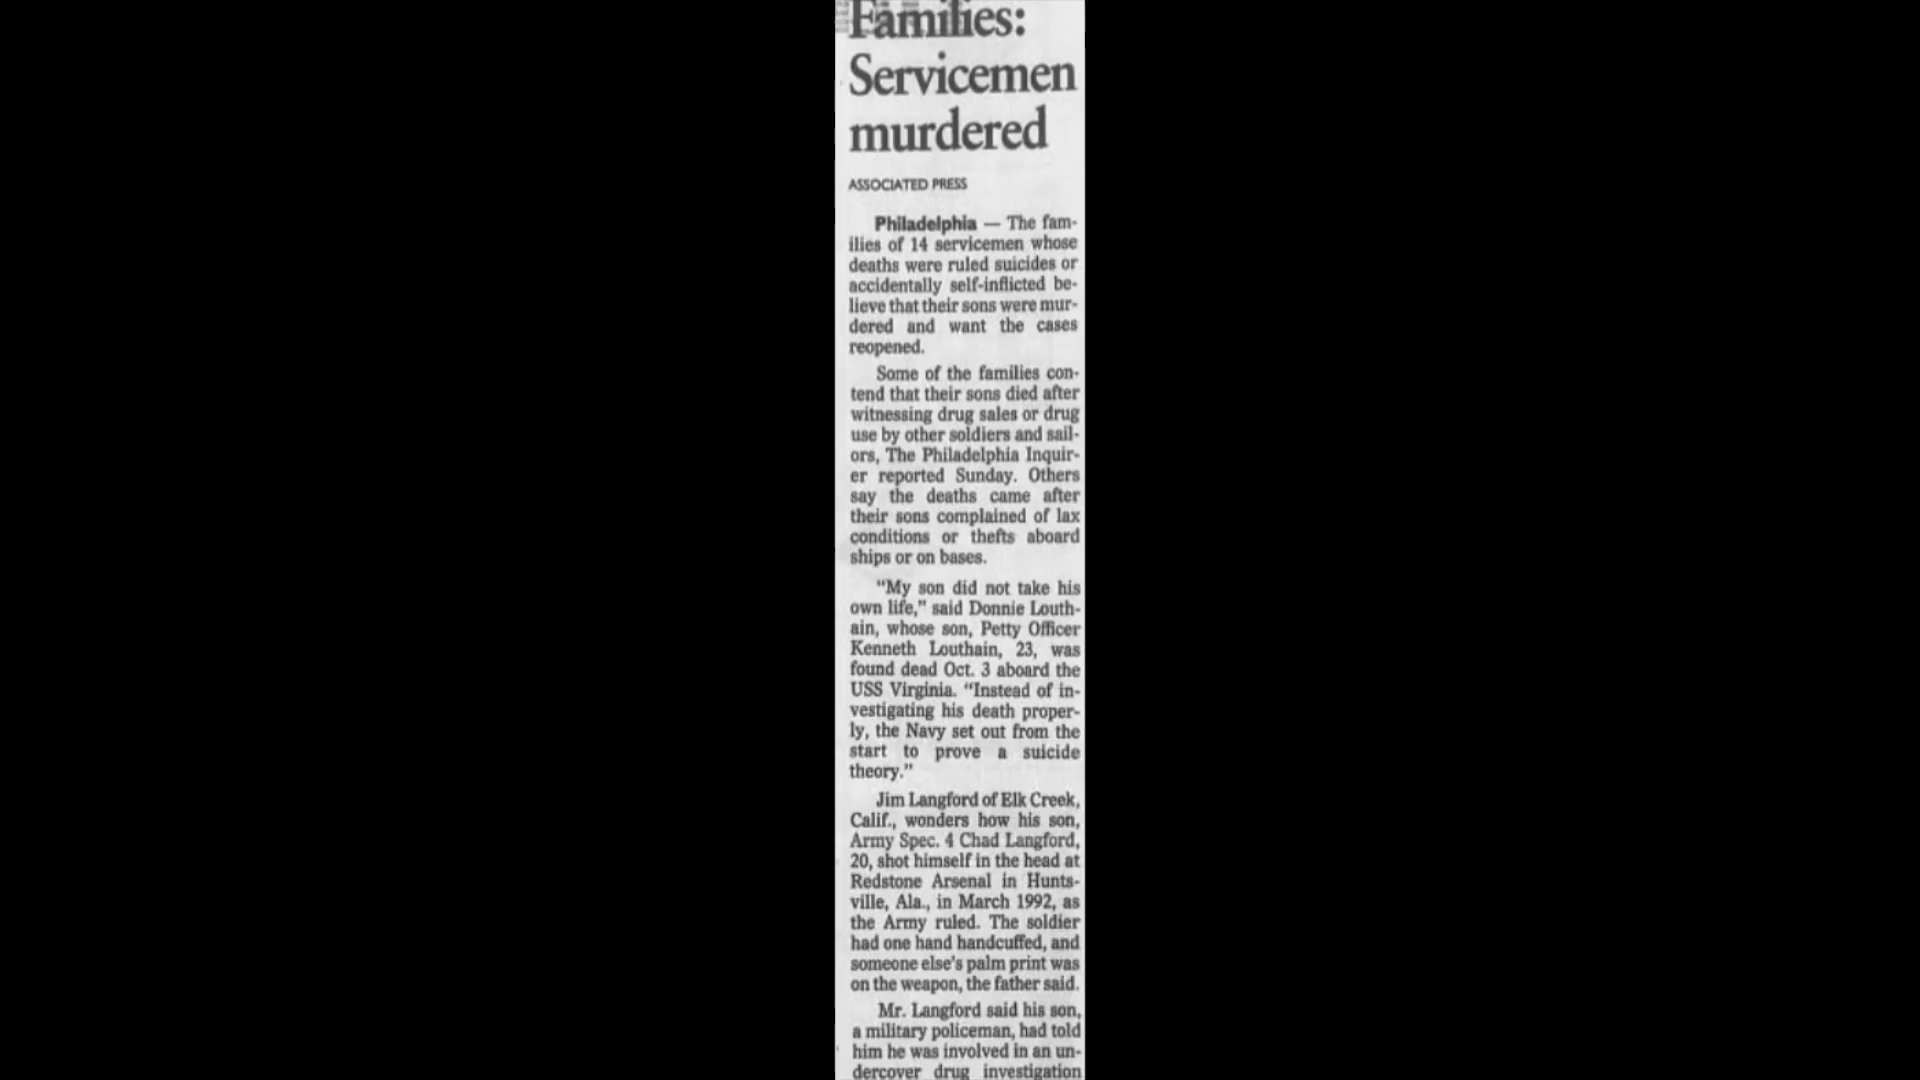 Families:
Servicemen
murdered
ASSOCIATED PRESS
Philadelphia — The fam-
ilies of 14 servicemen whose
deaths were ruled suicides or
accidentally self-inflicted be-
lieve that their sons were mur-
dered and want the cases
reopened.
Some of the families con-
tend that their sons died after
witnessing drug sales or drug
use by other soldiers and sail-
ors, The Philadelphia Inquir-
er reported Sunday. Others
say the deaths came after
their sons complained of lax
conditions or thefts aboard
ships or on bases.
"My son did not take his
own life," said Donnie Louth-
ain, whose son, Petty Officer
Kenneth Louthain, 23, was
found dead Oct. 3 aboard the
USS Virginia. "Instead of in-
vestigating his death proper-
ly, the Navy set out from the
start to prove a suicide
theory."
Jim Langford of Elk Creek,
Calif., wonders how his son,
Army Spec. 4 Chad Langford,
20, shot himself in the head at
Redstone Arsenal in Hunts-
ville, Ala., in March 1992, as
the Army ruled. The soldier
had one hand handcuffed, and
someone else's palm print was
on the weapon, the father said.
Mr. Langford said his son,
a military policeman, had told
him he was involved in an un-
dercover drug investigation